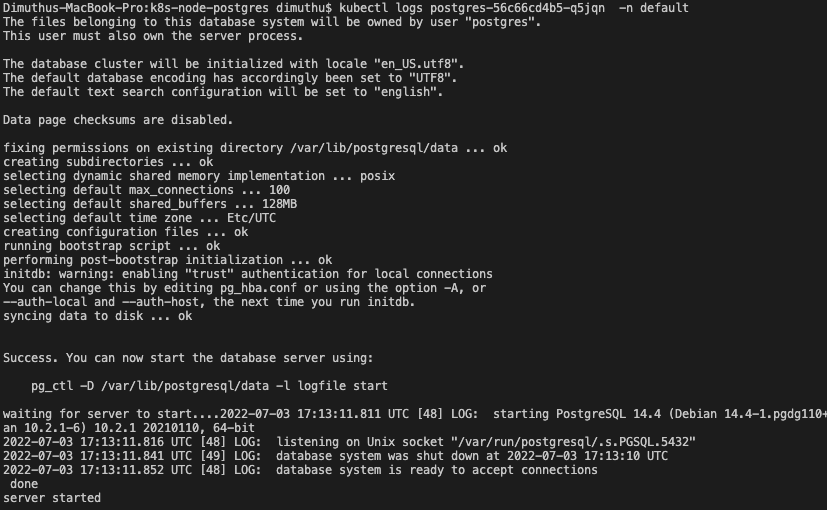 Dimuthus-MacBook-Pro:k8s-node-postgres dimuthu$ kubectl logs postgres-56c66cd4b5-q5jqn  -n default
The files belonging to this database system will be owned by user "postgres".
This user must also own the server process.

The database cluster will be initialized with locale "en_US.utf8".
The default database encoding has accordingly been set to "UTF8".
The default text search configuration will be set to "english".

Data page checksums are disabled.

fixing permissions on existing directory /var/lib/postgresql/data ... ok
creating subdirectories ... ok
selecting dynamic shared memory implementation ... posix
selecting default max_connections ... 100
selecting default shared_buffers ... 128MB
selecting default time zone ... Etc/UTC
creating configuration files ... ok
running bootstrap script ... ok
performing post-bootstrap initialization ... ok
initdb: warning: enabling "trust" authentication for local connections
You can change this by editing pg_hba.conf or using the option -A, or
--auth-local and --auth-host, the next time you run initdb.
syncing data to disk ... ok


Success. You can now start the database server using:

    pg_ctl -D /var/lib/postgresql/data -l logfile start

waiting for server to start....2022-07-03 17:13:11.811 UTC [48] LOG:  starting PostgreSQL 14.4 (Debian 14.4-1.pgdg110+
an 10.2.1-6) 10.2.1 20210110, 64-bit
2022-07-03 17:13:11.816 UTC [48] LOG:  listening on Unix socket "/var/run/postgresql/.s.PGSQL.5432"
2022-07-03 17:13:11.841 UTC [49] LOG:  database system was shut down at 2022-07-03 17:13:10 UTC
2022-07-03 17:13:11.852 UTC [48] LOG:  database system is ready to accept connections
 done
server started